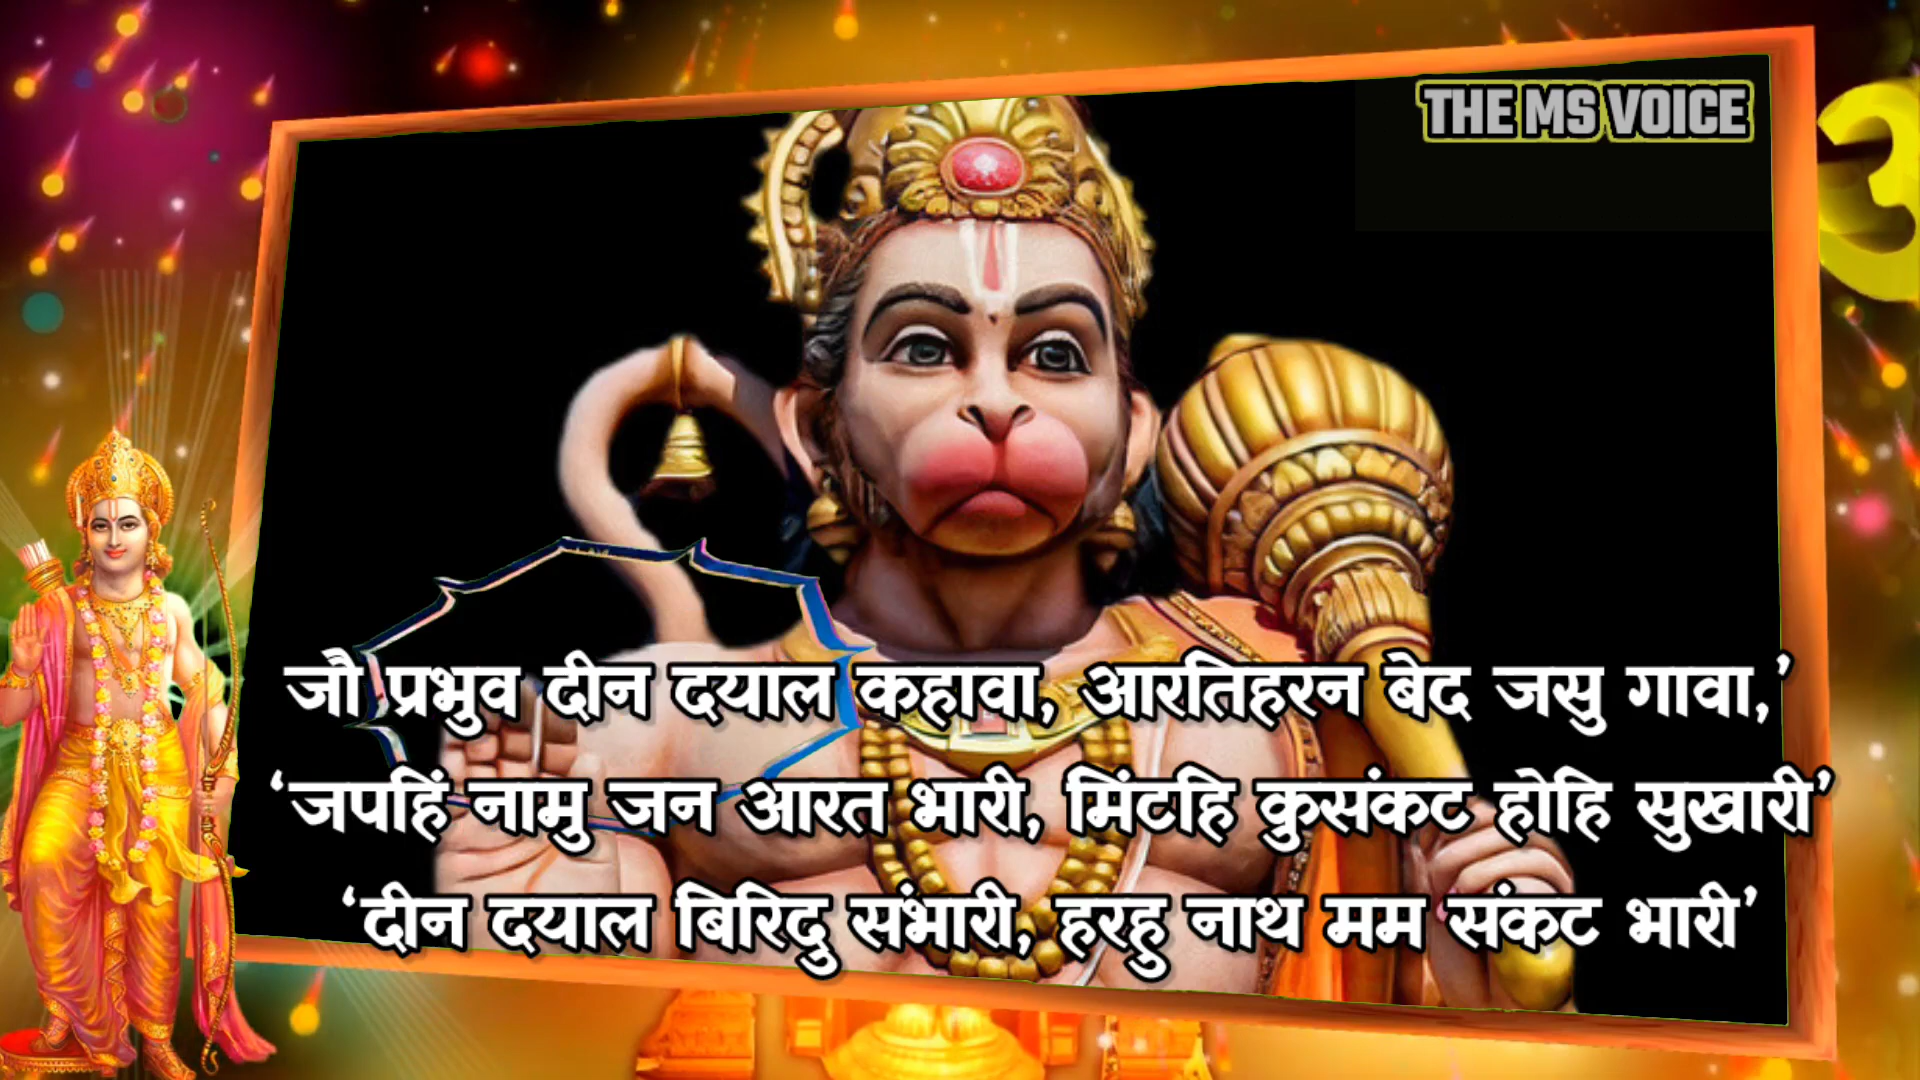 THE MS VOICE
जौ प्रभुव दीन दयाल कहावा, आरतिहरन बेद जसु गावा,’
‘जपहिं नामु जन आरत भारी, मिंटहि कुसंकट होहि सुखारी’
‘दीन दयाल बिरिदु संभारी, हरहु नाथ मम संकट भारी’